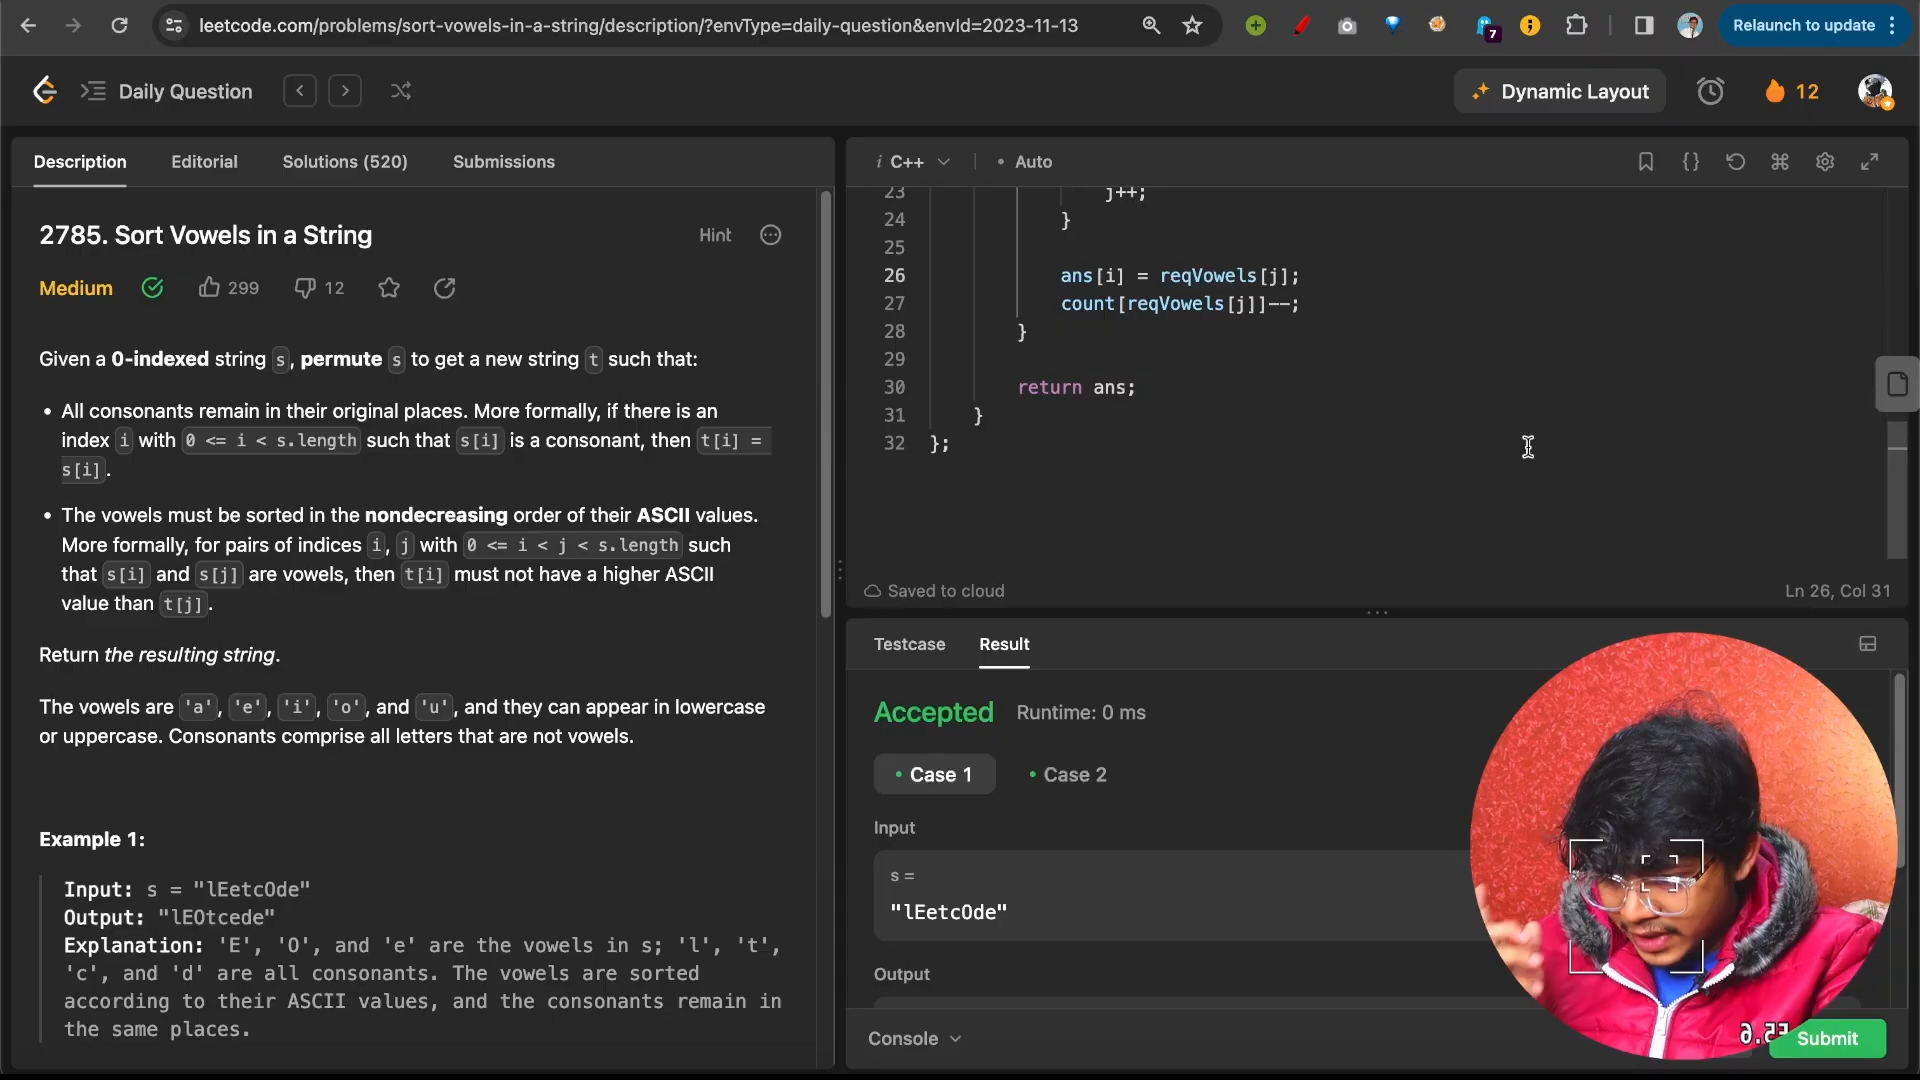 leetcode.com/problems/sort-vowels-in-a-string/description/?envType=daily-question&envId=2023-11-13
7
Relaunch to update
Daily Question
Dynamic Layout
12
Description
Editorial
Solutions (520)
Submissions
2785. Sort Vowels in a String
Hint
Medium
299
12
Given a 0-indexed string s, permute s to get a new string t such that:
• All consonants remain in their original places. More formally, if there is an
index i with 0 <= i < s.length such that s[i] is a consonant, then t[i] =
s[i].
• The vowels must be sorted in the nondecreasing order of their ASCII values.
More formally, for pairs of indices i, j with 0 <= i < j < s.length such
that s[i] and s[j] are vowels, then t[i] must not have a higher ASCII
value than t[j].
Return the resulting string.
The vowels are 'a', 'e', 'i', 'o', and 'u', and they can appear in lowercase
or uppercase. Consonants comprise all letters that are not vowels.
Example 1:
Input: s = "lEetcOde"
Output: "lEOtcede"
Explanation: 'E', 'O', and 'e' are the vowels in s; 'l', 't',
'c', and 'd' are all consonants. The vowels are sorted
according to their ASCII values, and the consonants remain in
the same places.
i C++
• Auto
23 j++;
24 }
25
26 ans[i] = reqVowels[j];
27 count[reqVowels[j]]--;
28 }
29
30 return ans;
31 }
32 };
Saved to cloud
Ln 26, Col 31
Testcase
Result
Accepted
Runtime: 0 ms
• Case 1
• Case 2
Input
s =
"lEetcOde"
Output
Console
Submit